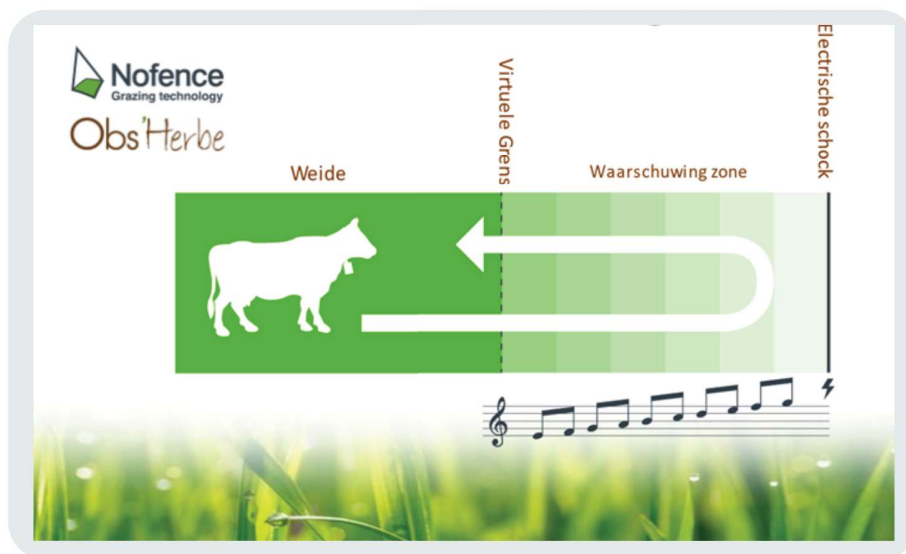 Nofence
Grazing technology
Obs'Herbe
Weide
Virtuele Grens
Waarschuwing zone
Electrische schock